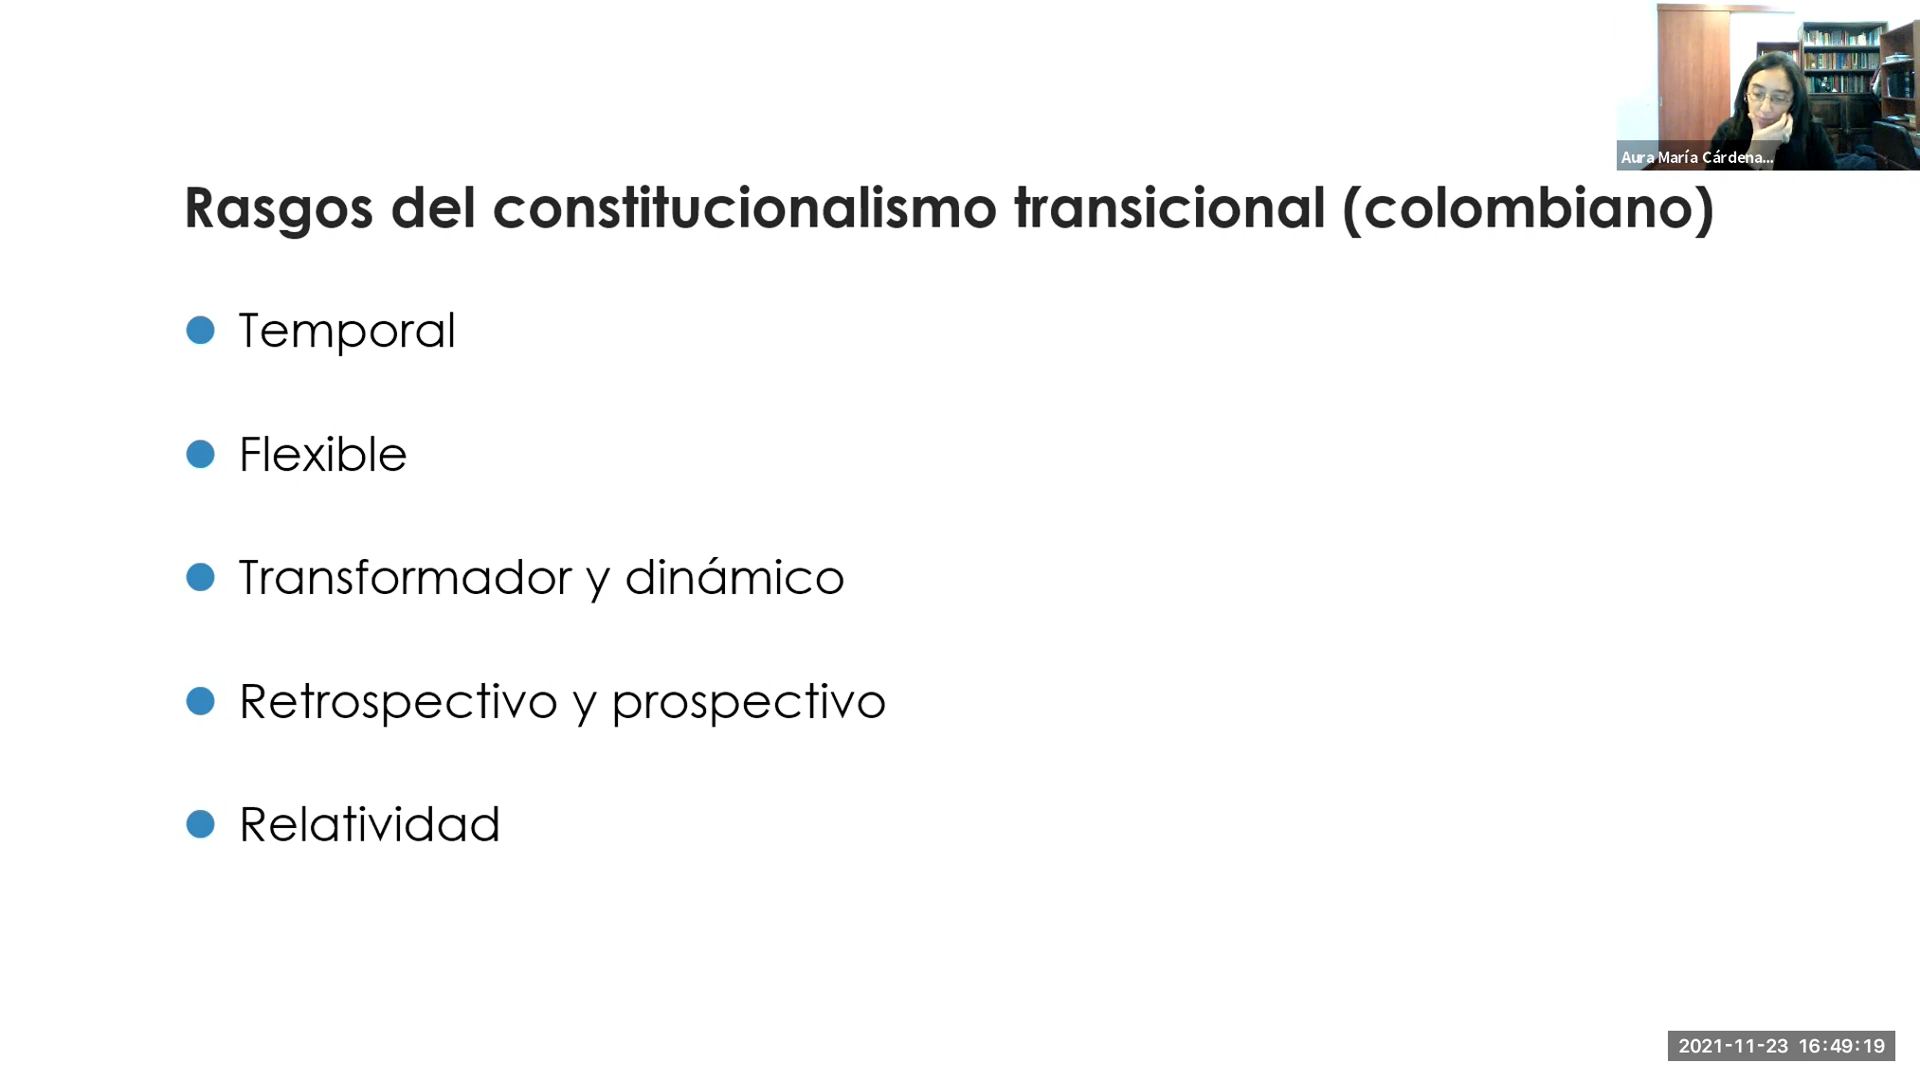 Aura María Cárdena...
Rasgos del constitucionalismo transicional (colombiano)
Temporal
Flexible
Transformador y dinámico
Retrospectivo y prospectivo
Relatividad
2021-11-23 16:49:19